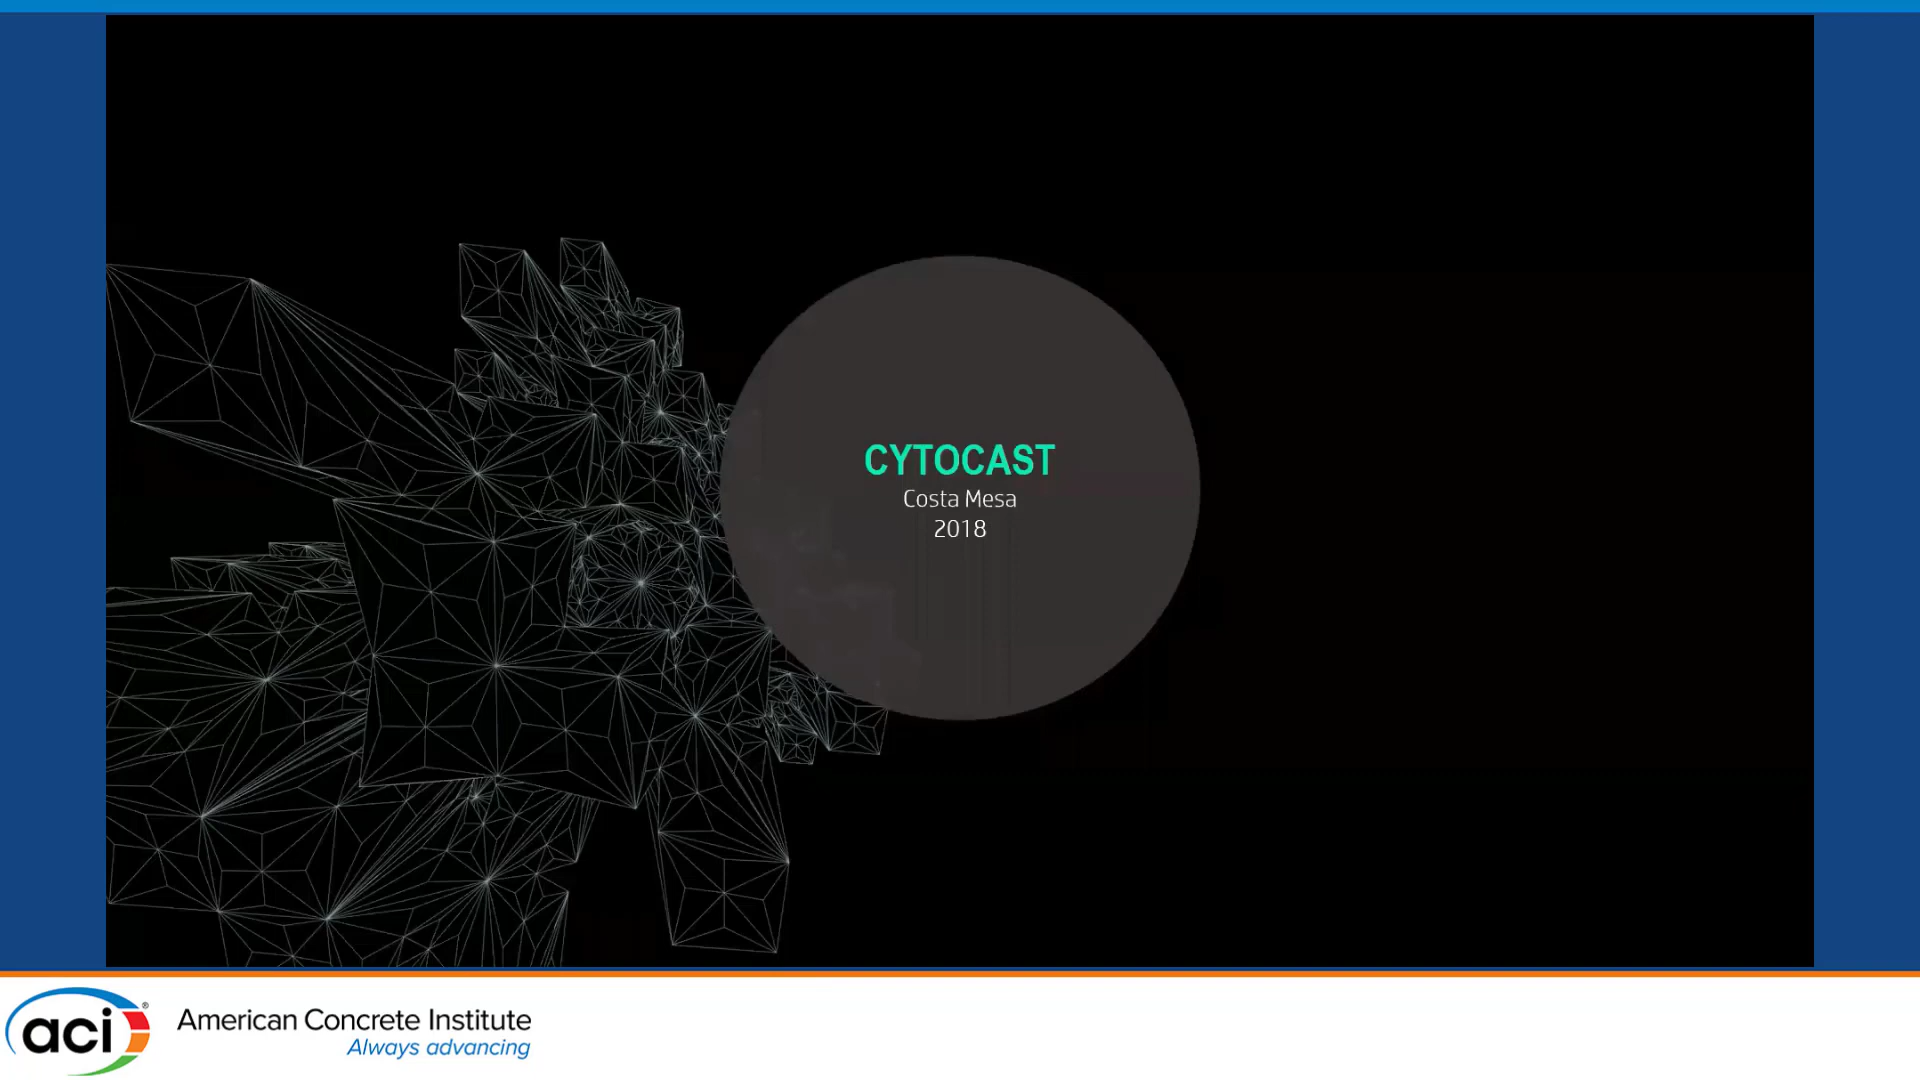 CYTOCAST
Costa Mesa
2018
aci®
American Concrete Institute
Always advancing